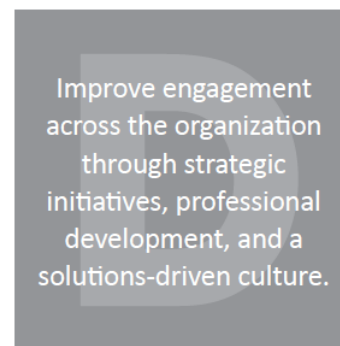 D
Improve engagement
across the organization
through strategic
initiatives, professional
development, and a
solutions-driven culture.